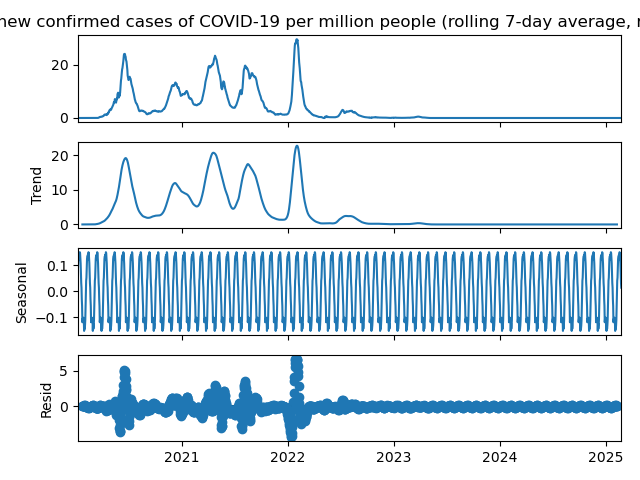 new confirmed cases of COVID-19 per million people (rolling 7-day average,
20
0
Trend
20
10
0
Seasonal
0.1
0.0
−0.1
Resid
5
0
2021 2022 2023 2024 2025